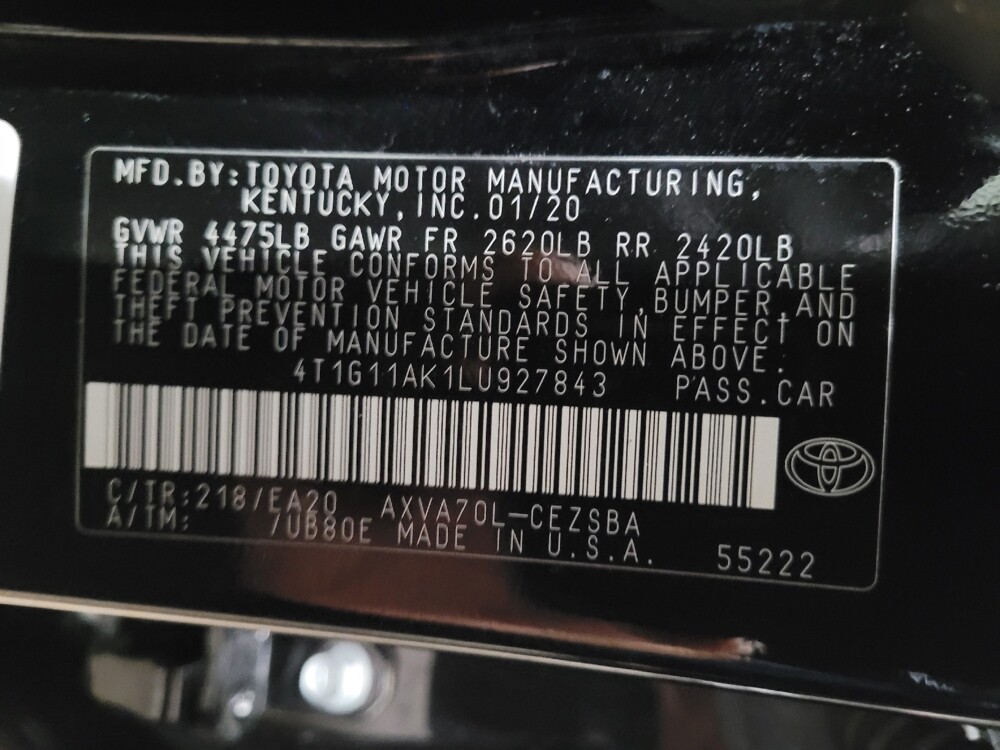 MFD.BY:TOYOTA MOTOR MANUFACTURING,
KENTUCKY,INC.01/20
GVWR 4475LB GAWR FR 2620LB RR 2420LB
THIS VEHICLE CONFORMS TO ALL APPLICABLE
FEDERAL MOTOR VEHICLE SAFETY,BUMPER,AND
THEFT PREVENTION STANDARDS IN EFFECT ON
THE DATE OF MANUFACTURE SHOWN ABOVE.
4T1G11AK1LU927843 PASS.CAR
C/TR:218/EA20 AXVA70L-CEZSBA
A/TM: /UB80E MADE IN U.S.A. 55222